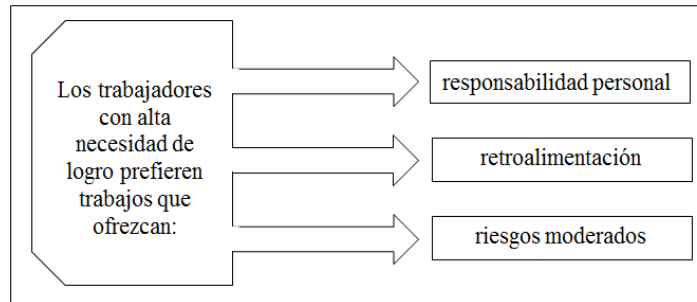 Los trabajadores
con alta
necesidad de
logro prefieren
trabajos que
ofrezcan:
responsabilidad personal
retroalimentación
riesgos moderados